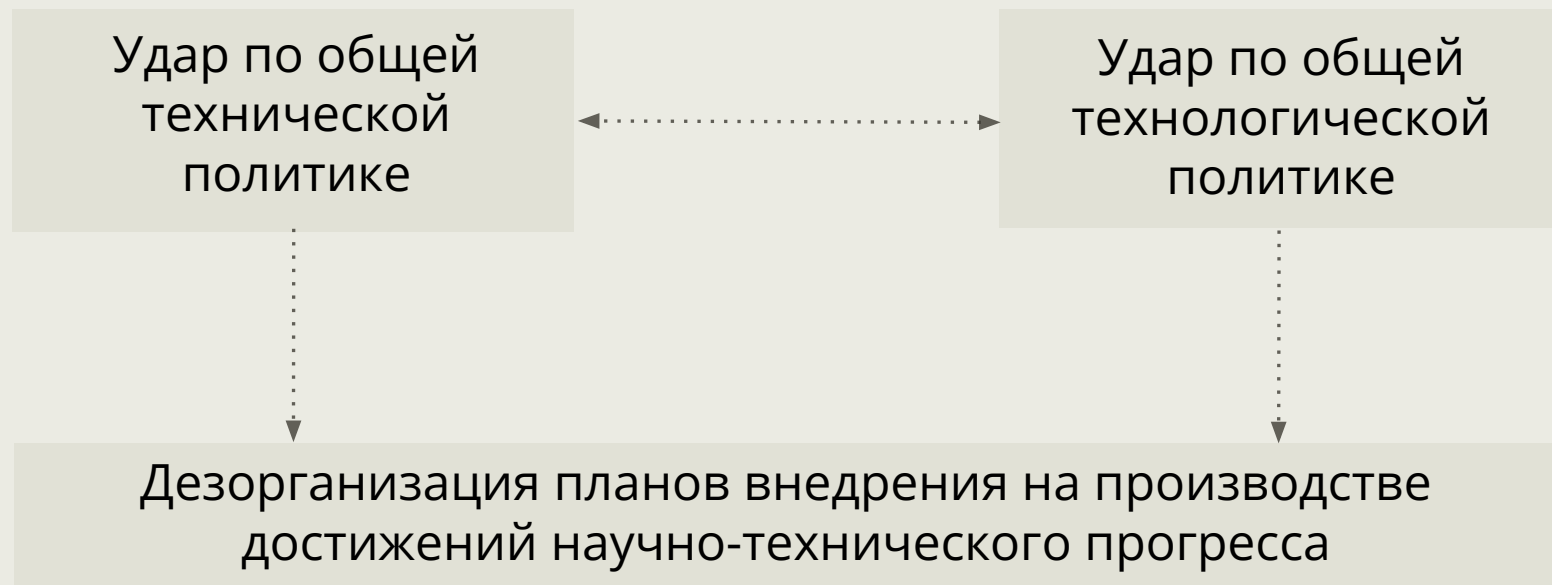 Удар по общей
технической
политике
Удар по общей
технологической
политике
Дезорганизация планов внедрения на производстве
достижений научно-технического прогресса